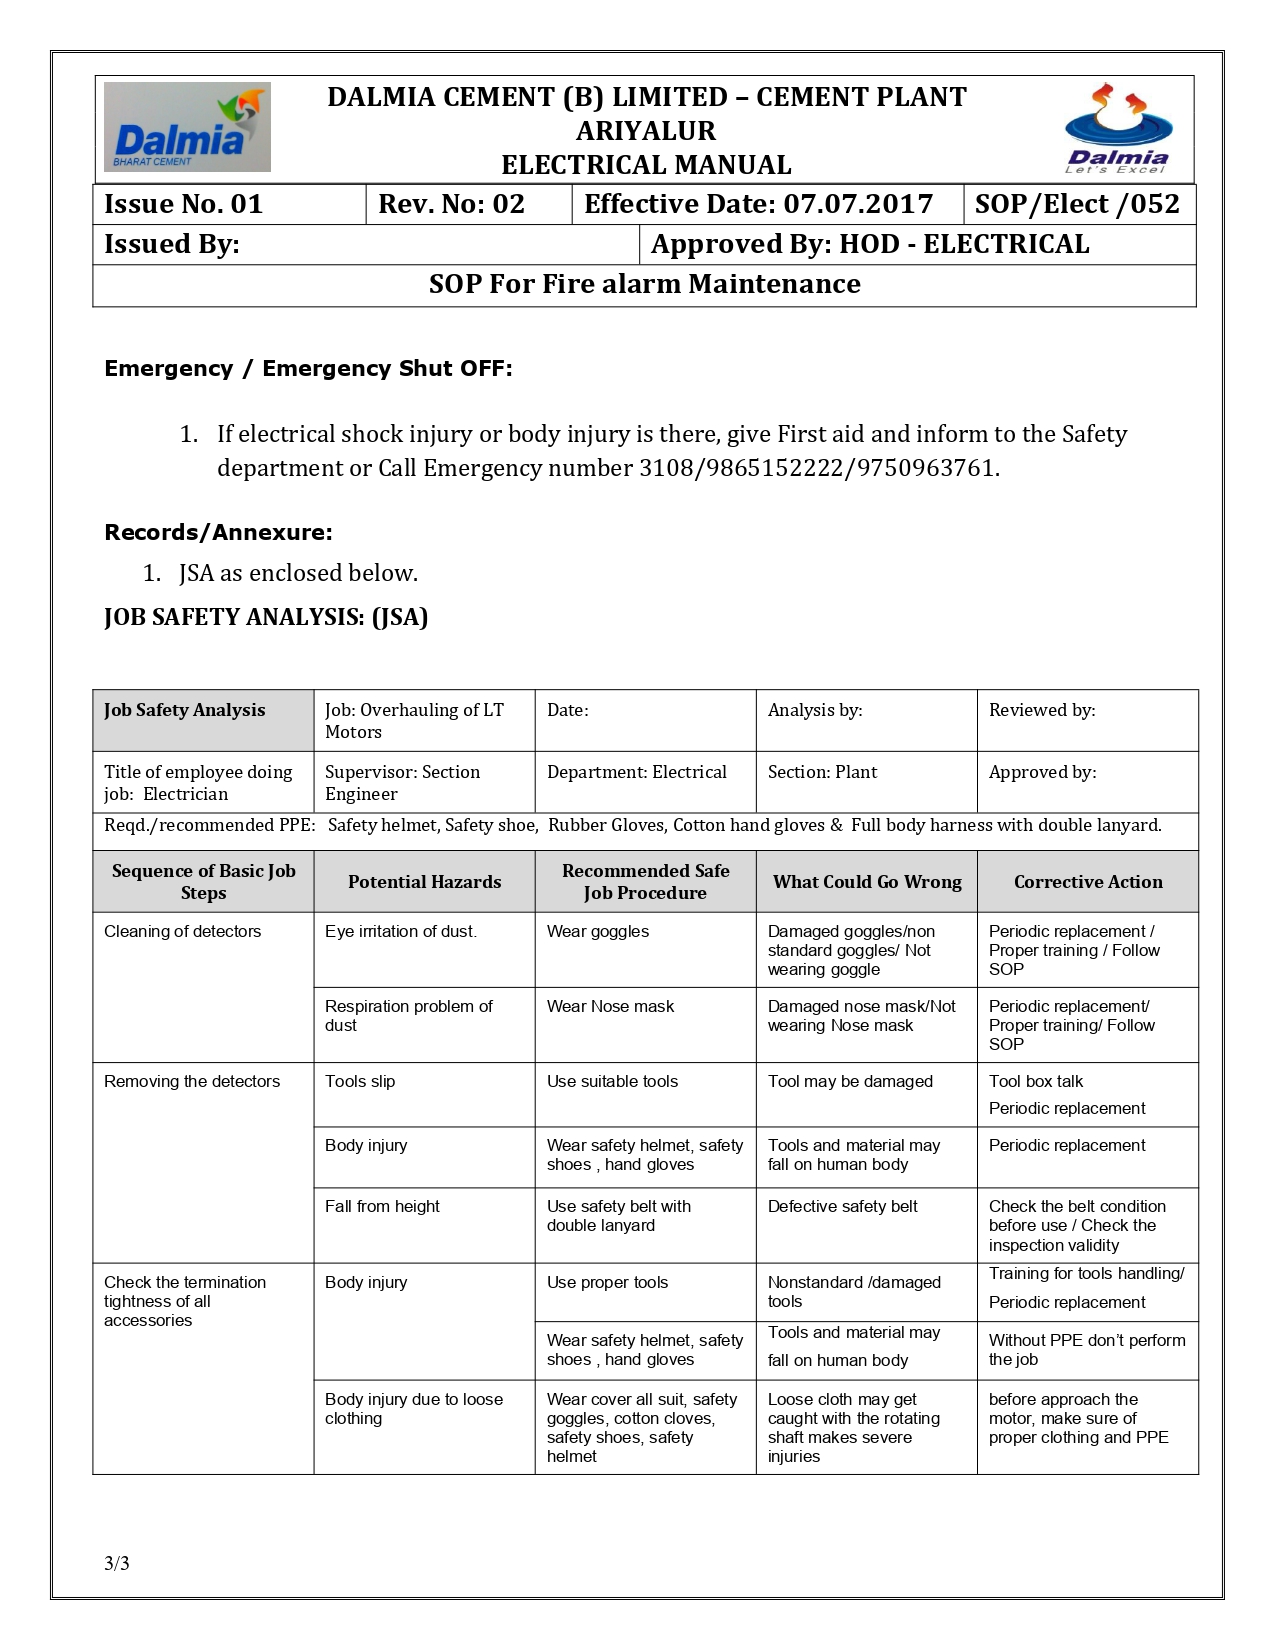 Dalmia
BHARAT CEMENT
DALMIA CEMENT (B) LIMITED – CEMENT PLANT
ARIYALUR
ELECTRICAL MANUAL
Dalmia
Let's Excel
Issue No. 01 Rev. No: 02 Effective Date: 07.07.2017 SOP/Elect /052
Issued By: Approved By: HOD - ELECTRICAL
SOP For Fire alarm Maintenance
Emergency / Emergency Shut OFF:
1. If electrical shock injury or body injury is there, give First aid and inform to the Safety
department or Call Emergency number 3108/9865152222/9750963761.
Records/Annexure:
1. JSA as enclosed below.
JOB SAFETY ANALYSIS: (JSA)
Job Safety Analysis
Job: Overhauling of LT
Motors
Date:
Analysis by:
Reviewed by:
Title of employee doing
job: Electrician
Supervisor: Section
Engineer
Department: Electrical
Section: Plant
Approved by:
Reqd./recommended PPE: Safety helmet, Safety shoe, Rubber Gloves, Cotton hand gloves & Full body harness with double lanyard.
Sequence of Basic Job
Steps
Potential Hazards
Recommended Safe
Job Procedure
What Could Go Wrong
Corrective Action
Cleaning of detectors
Eye irritation of dust.
Wear goggles
Damaged goggles/non
standard goggles/ Not
wearing goggle
Periodic replacement /
Proper training / Follow
SOP
Respiration problem of
dust
Wear Nose mask
Damaged nose mask/Not
wearing Nose mask
Periodic replacement/
Proper training/ Follow
SOP
Removing the detectors
Tools slip
Use suitable tools
Tool may be damaged
Tool box talk
Periodic replacement
Body injury
Wear safety helmet, safety
shoes , hand gloves
Tools and material may
fall on human body
Periodic replacement
Fall from height
Use safety belt with
double lanyard
Defective safety belt
Check the belt condition
before use / Check the
inspection validity
Check the termination
tightness of all
accessories
Body injury
Use proper tools
Nonstandard /damaged
tools
Training for tools handling/
Periodic replacement
Wear safety helmet, safety
shoes , hand gloves
Tools and material may
fall on human body
Without PPE don’t perform
the job
Body injury due to loose
clothing
Wear cover all suit, safety
goggles, cotton cloves,
safety shoes, safety
helmet
Loose cloth may get
caught with the rotating
shaft makes severe
injuries
before approach the
motor, make sure of
proper clothing and PPE
3/3